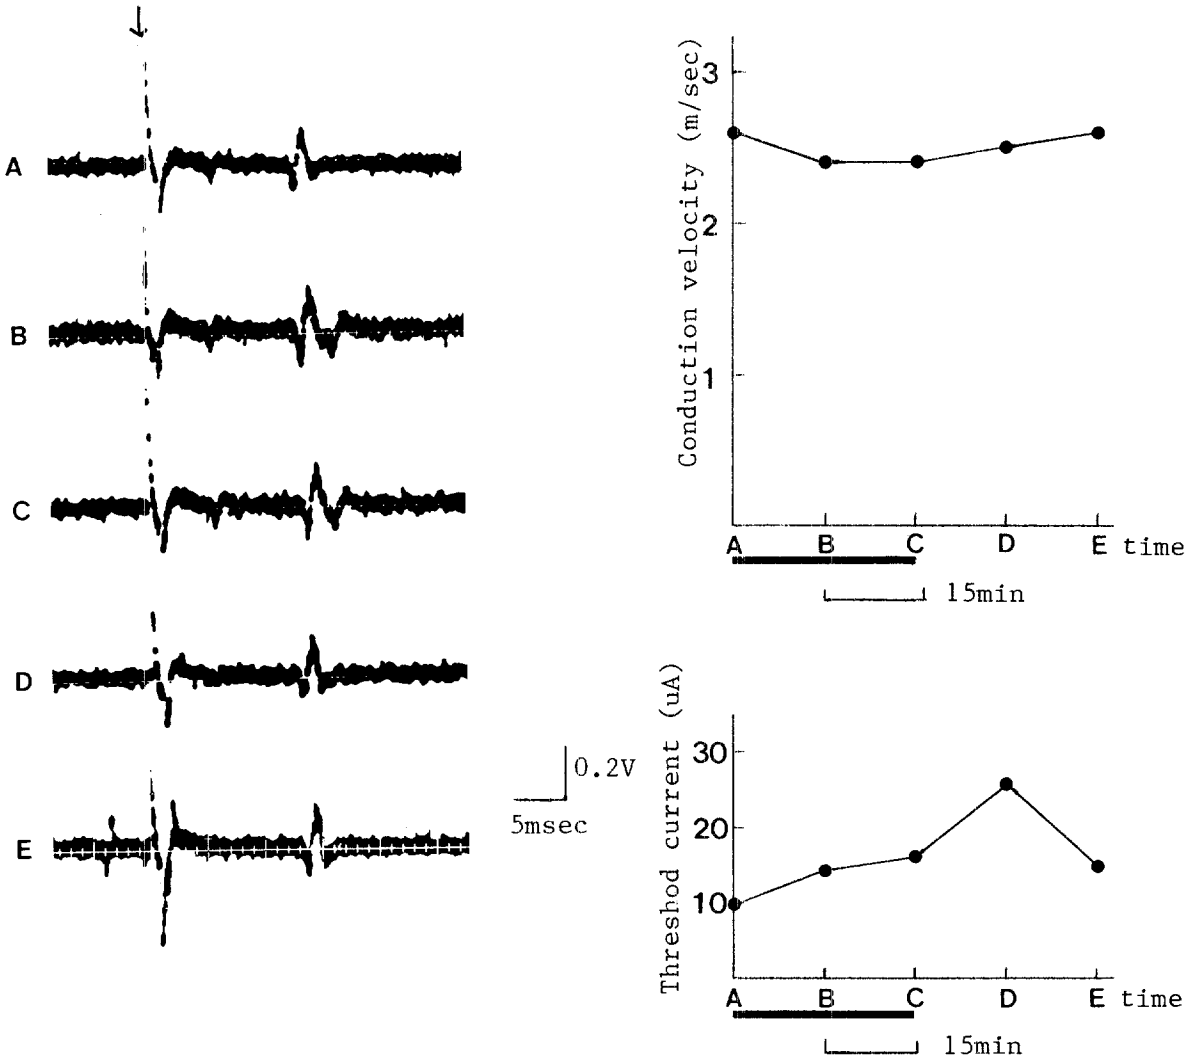 A
B
C
D
E
0.2V
5msec
Conduction velocity (m/sec)
3
2
1
A B C D E time
15min
Threshod current (uA)
30
20
10
A B C D E time
15min